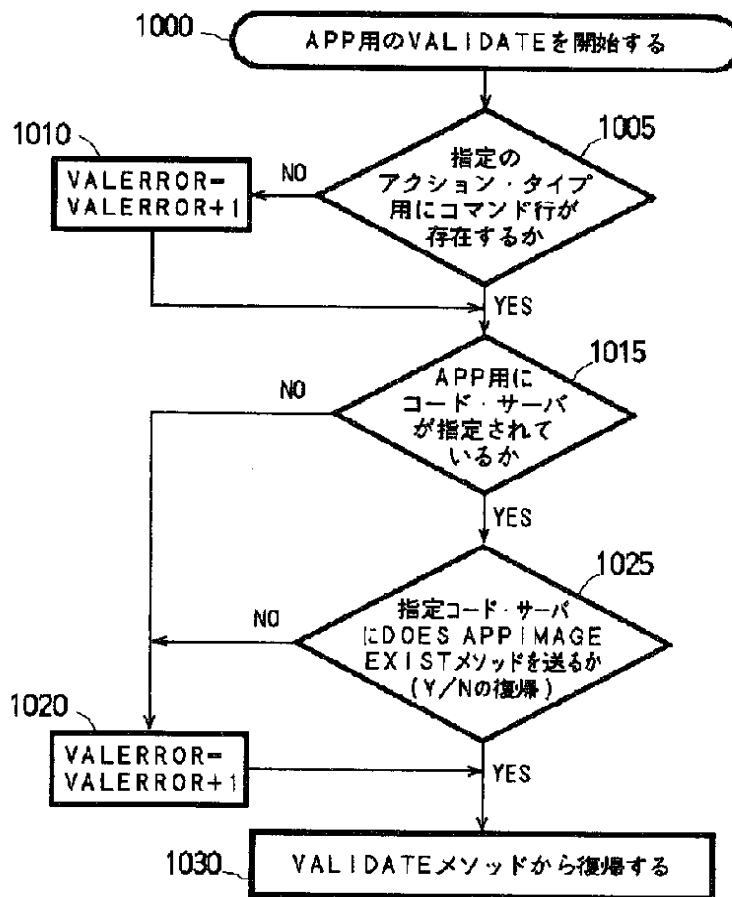 1000
APP用のVALIDATEを開始する
1005
指定の
アクション・タイプ
用にコマンド行が
存在するか
NO
1010
VALERROR=
VALERROR+1
YES
1015
APP用に
コード・サーバ
が指定されて
いるか
NO
YES
1025
指定コード・サーバ
にDOES APPIMAGE
EXISTメソッドを送るか
(Y/Nの復帰)
NO
1020
VALERROR=
VALERROR+1
YES
1030
VALIDATEメソッドから復帰する